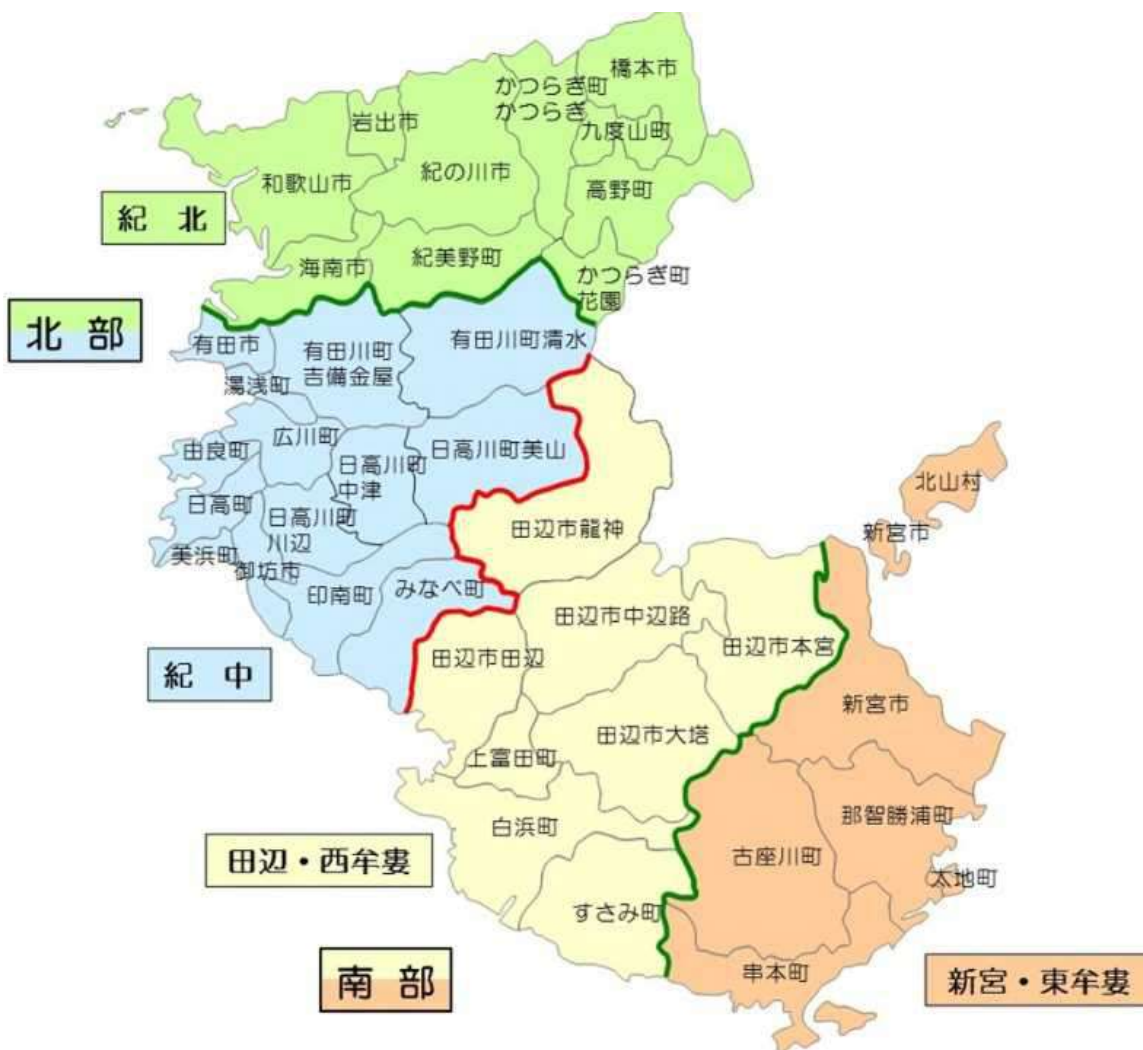 橋本市
かつらぎ町
かつらぎ
岩出市
九度山町
紀の川市
和歌山市
高野町
紀 北
紀美野町
海南市
かつらぎ町
花園
北 部
有田市
有田川町
吉備金屋
有田川町清水
湯浅町
広川町
由良町
日高川町美山
日高川町
中津
日高町
日高川町
川辺
美浜町
御坊市
印南町
みなべ町
紀 中
田辺市龍神
北山村
新宮市
田辺市中辺路
田辺市本宮
田辺市田辺
新宮市
田辺市大塔
上富田町
白浜町
那智勝浦町
古座川町
太地町
田辺・西牟婁
すさみ町
串本町
南 部
新宮・東牟婁